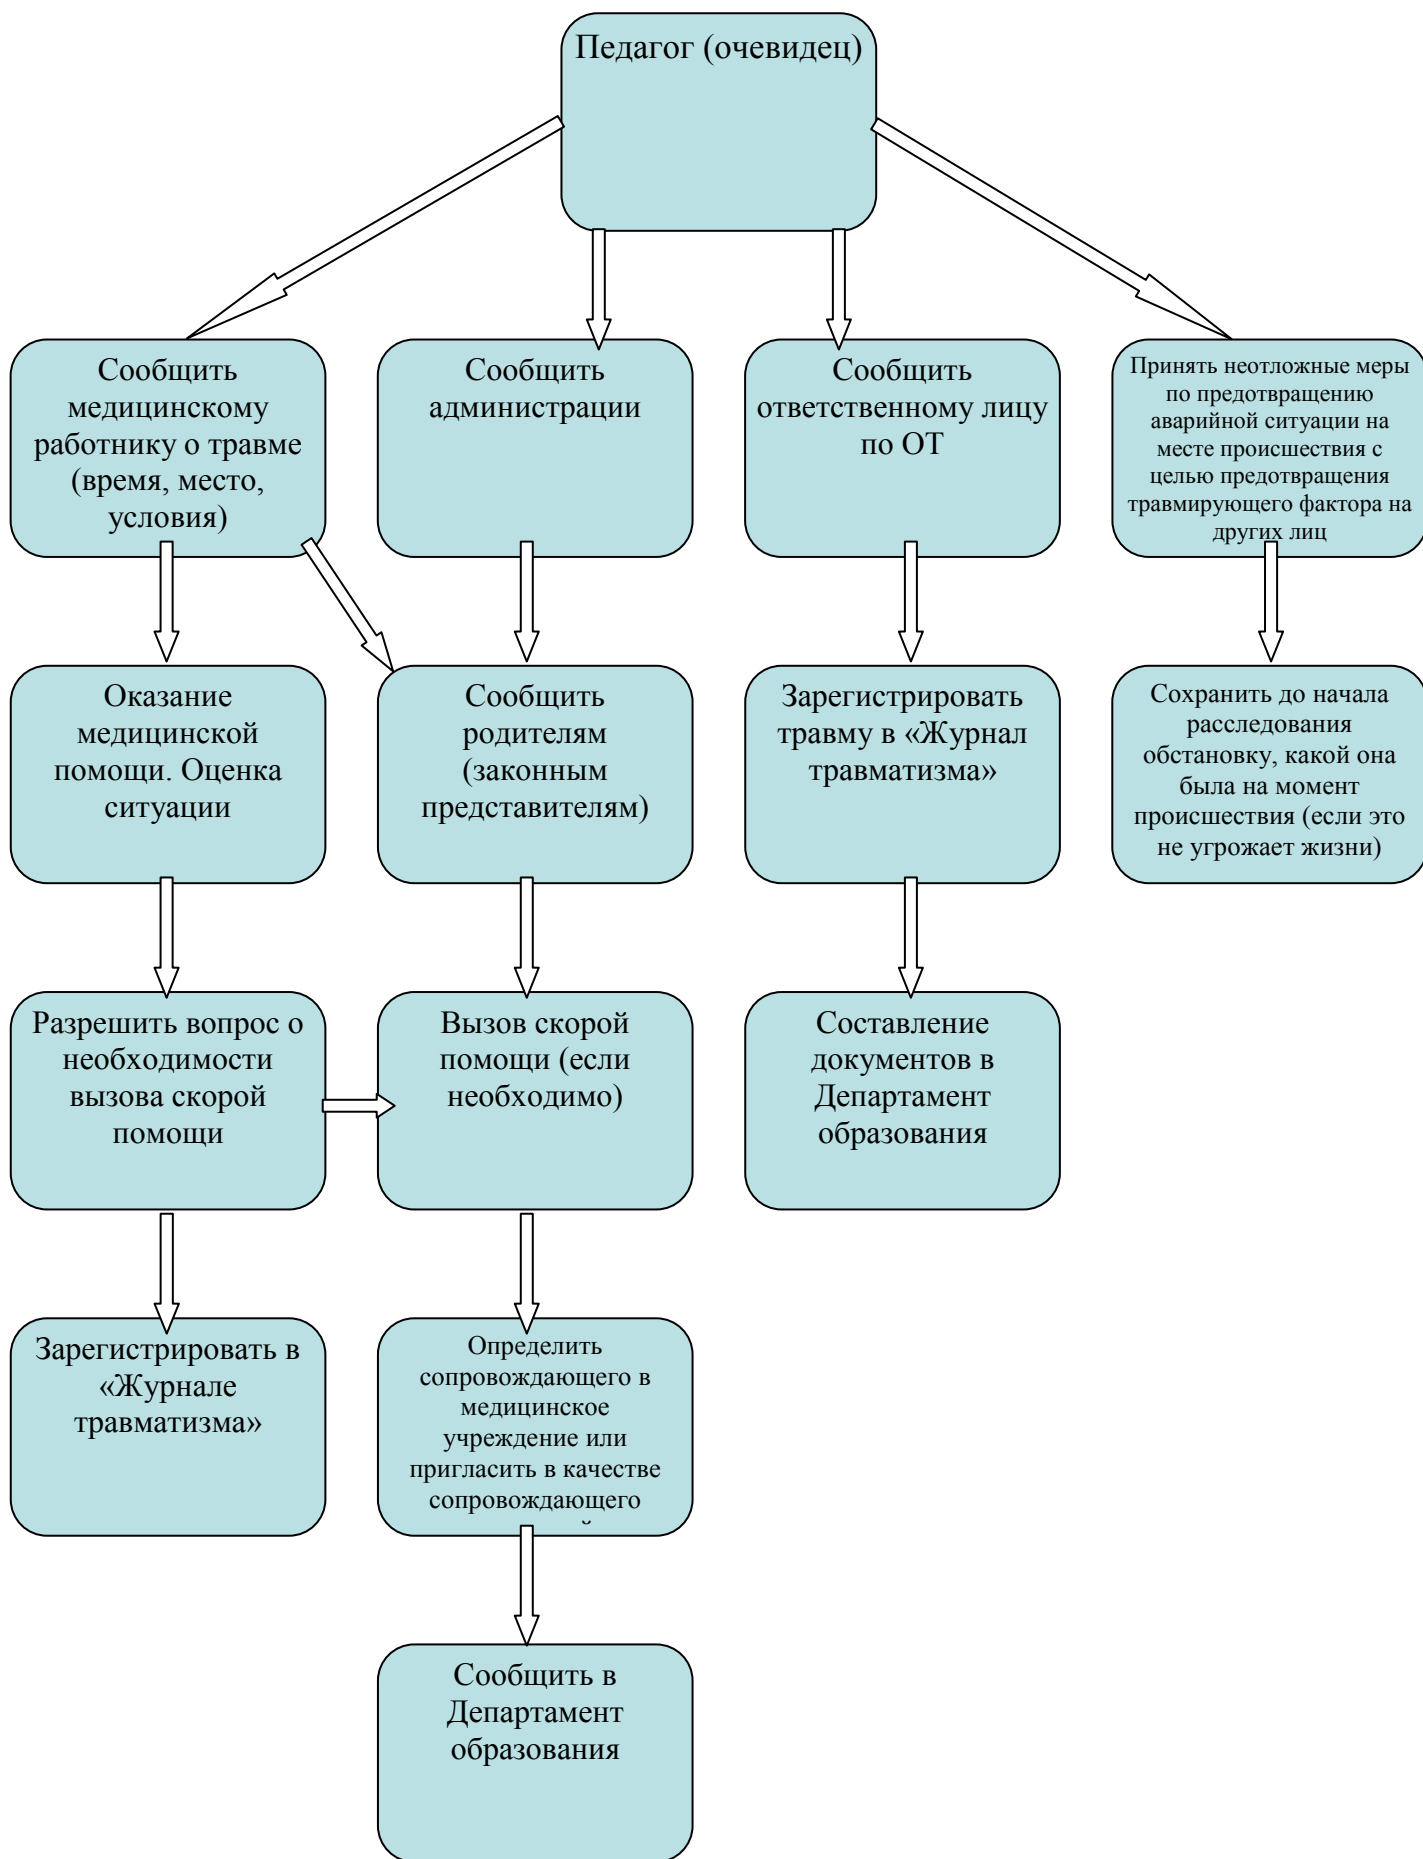 Педагог (очевидец)
Сообщить
медицинскому
работнику о травме
(время, место,
условия)
Сообщить
администрации
Сообщить
ответственному лицу
по ОТ
Принять неотложные меры
по предотвращению
аварийной ситуации на
месте происшествия с
целью предотвращения
травмирующего фактора на
других лиц
Оказание
медицинской
помощи. Оценка
ситуации
Сообщить
родителям
(законным
представителям)
Зарегистрировать
травму в «Журнал
травматизма»
Сохранить до начала
расследования
обстановку, какой она
была на момент
происшествия (если это
не угрожает жизни)
Разрешить вопрос о
необходимости
вызова скорой
помощи
Вызов скорой
помощи (если
необходимо)
Составление
документов в
Департамент
образования
Зарегистрировать в
«Журнале
травматизма»
Определить
сопровождающего в
медицинское
учреждение или
пригласить в качестве
сопровождающего
Сообщить в
Департамент
образования